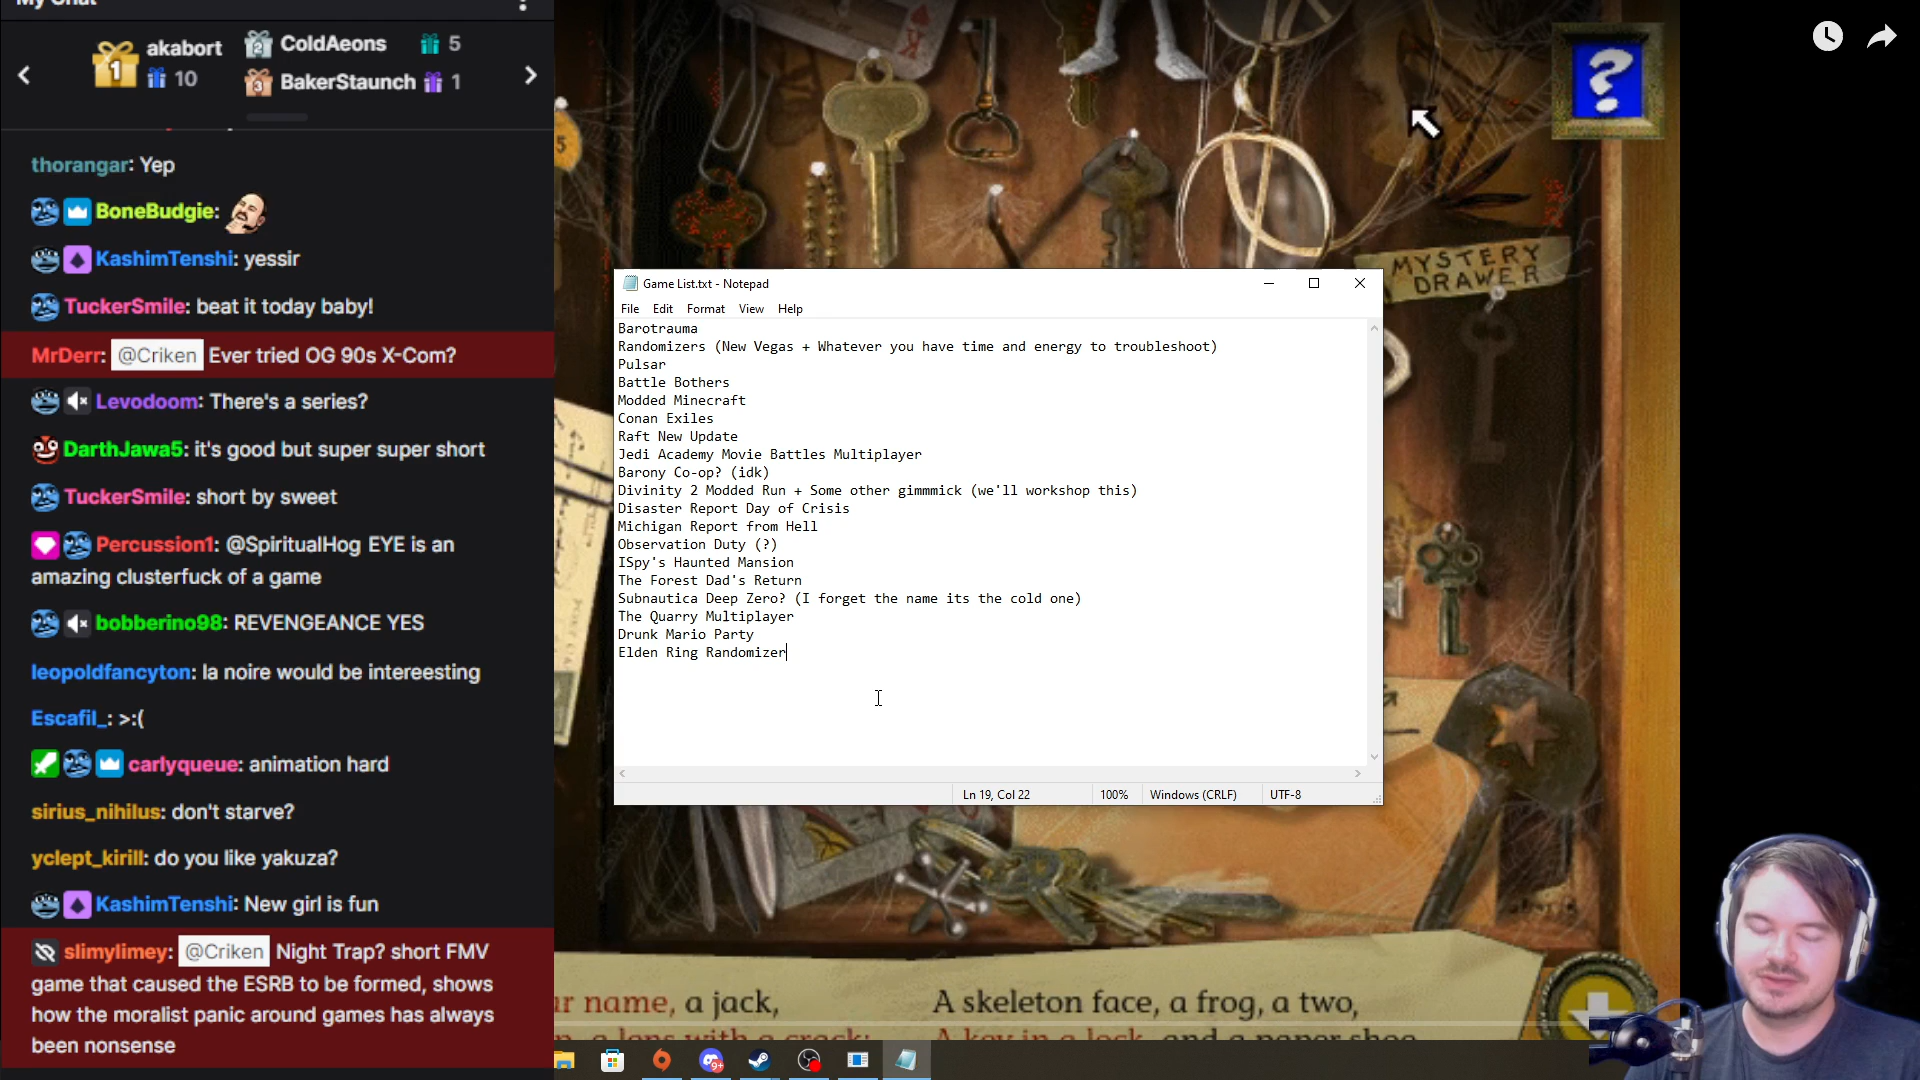 My Chat
akabort
10
ColdAeons 5
BakerStaunch 1
thorangar: Yep
BoneBudgie:
KashimTenshi: yessir
TuckerSmile: beat it today baby!
MrDerr: @Criken Ever tried OG 90s X-Com?
Levodoom: There's a series?
DarthJawa5: it's good but super super short
TuckerSmile: short by sweet
Percussion1: @SpiritualHog EYE is an
amazing clusterfuck of a game
bobberino98: REVENGEANCE YES
leopoldfancyton: la noire would be intereesting
Escafil_: >:(
carlyqueue: animation hard
sirius_nihilus: don't starve?
yclept_kirill: do you like yakuza?
KashimTenshi: New girl is fun
slimylimey: @Criken Night Trap? short FMV
game that caused the ESRB to be formed, shows
how the moralist panic around games has always
been nonsense
MYSTERY
DRAWER
Game List.txt - Notepad
File Edit Format View Help
Barotrauma
Randomizers (New Vegas + Whatever you have time and energy to troubleshoot)
Pulsar
Battle Bothers
Modded Minecraft
Conan Exiles
Raft New Update
Jedi Academy Movie Battles Multiplayer
Barony Co-op? (idk)
Divinity 2 Modded Run + Some other gimmmick (we'll workshop this)
Disaster Report Day of Crisis
Michigan Report from Hell
Observation Duty (?)
ISpy's Haunted Mansion
The Forest Dad's Return
Subnautica Deep Zero? (I forget the name its the cold one)
The Quarry Multiplayer
Drunk Mario Party
Elden Ring Randomizer
Ln 19, Col 22 100% Windows (CRLF) UTF-8
name, a jack,
A skeleton face, a frog, a two,
A key in a lock, and a paper shoe
9+